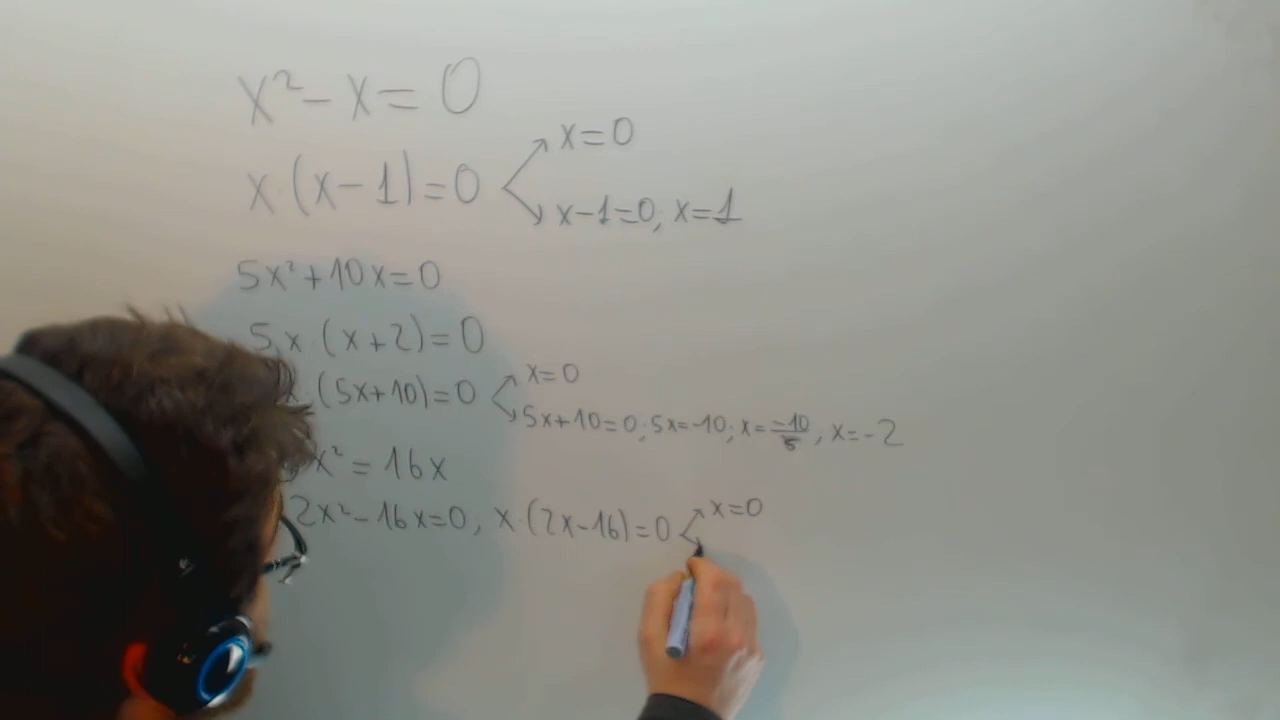 x² - x = 0
x · (x - 1) = 0
x = 0
x - 1 = 0, x = 1
5x² + 10x = 0
5x (x + 2) = 0
x (5x + 10) = 0
x = 0
5x + 10 = 0; 5x = -10; x = -10/5, x = -2
x² = 16x
2x² - 16x = 0, x · (2x - 16) = 0
x = 0